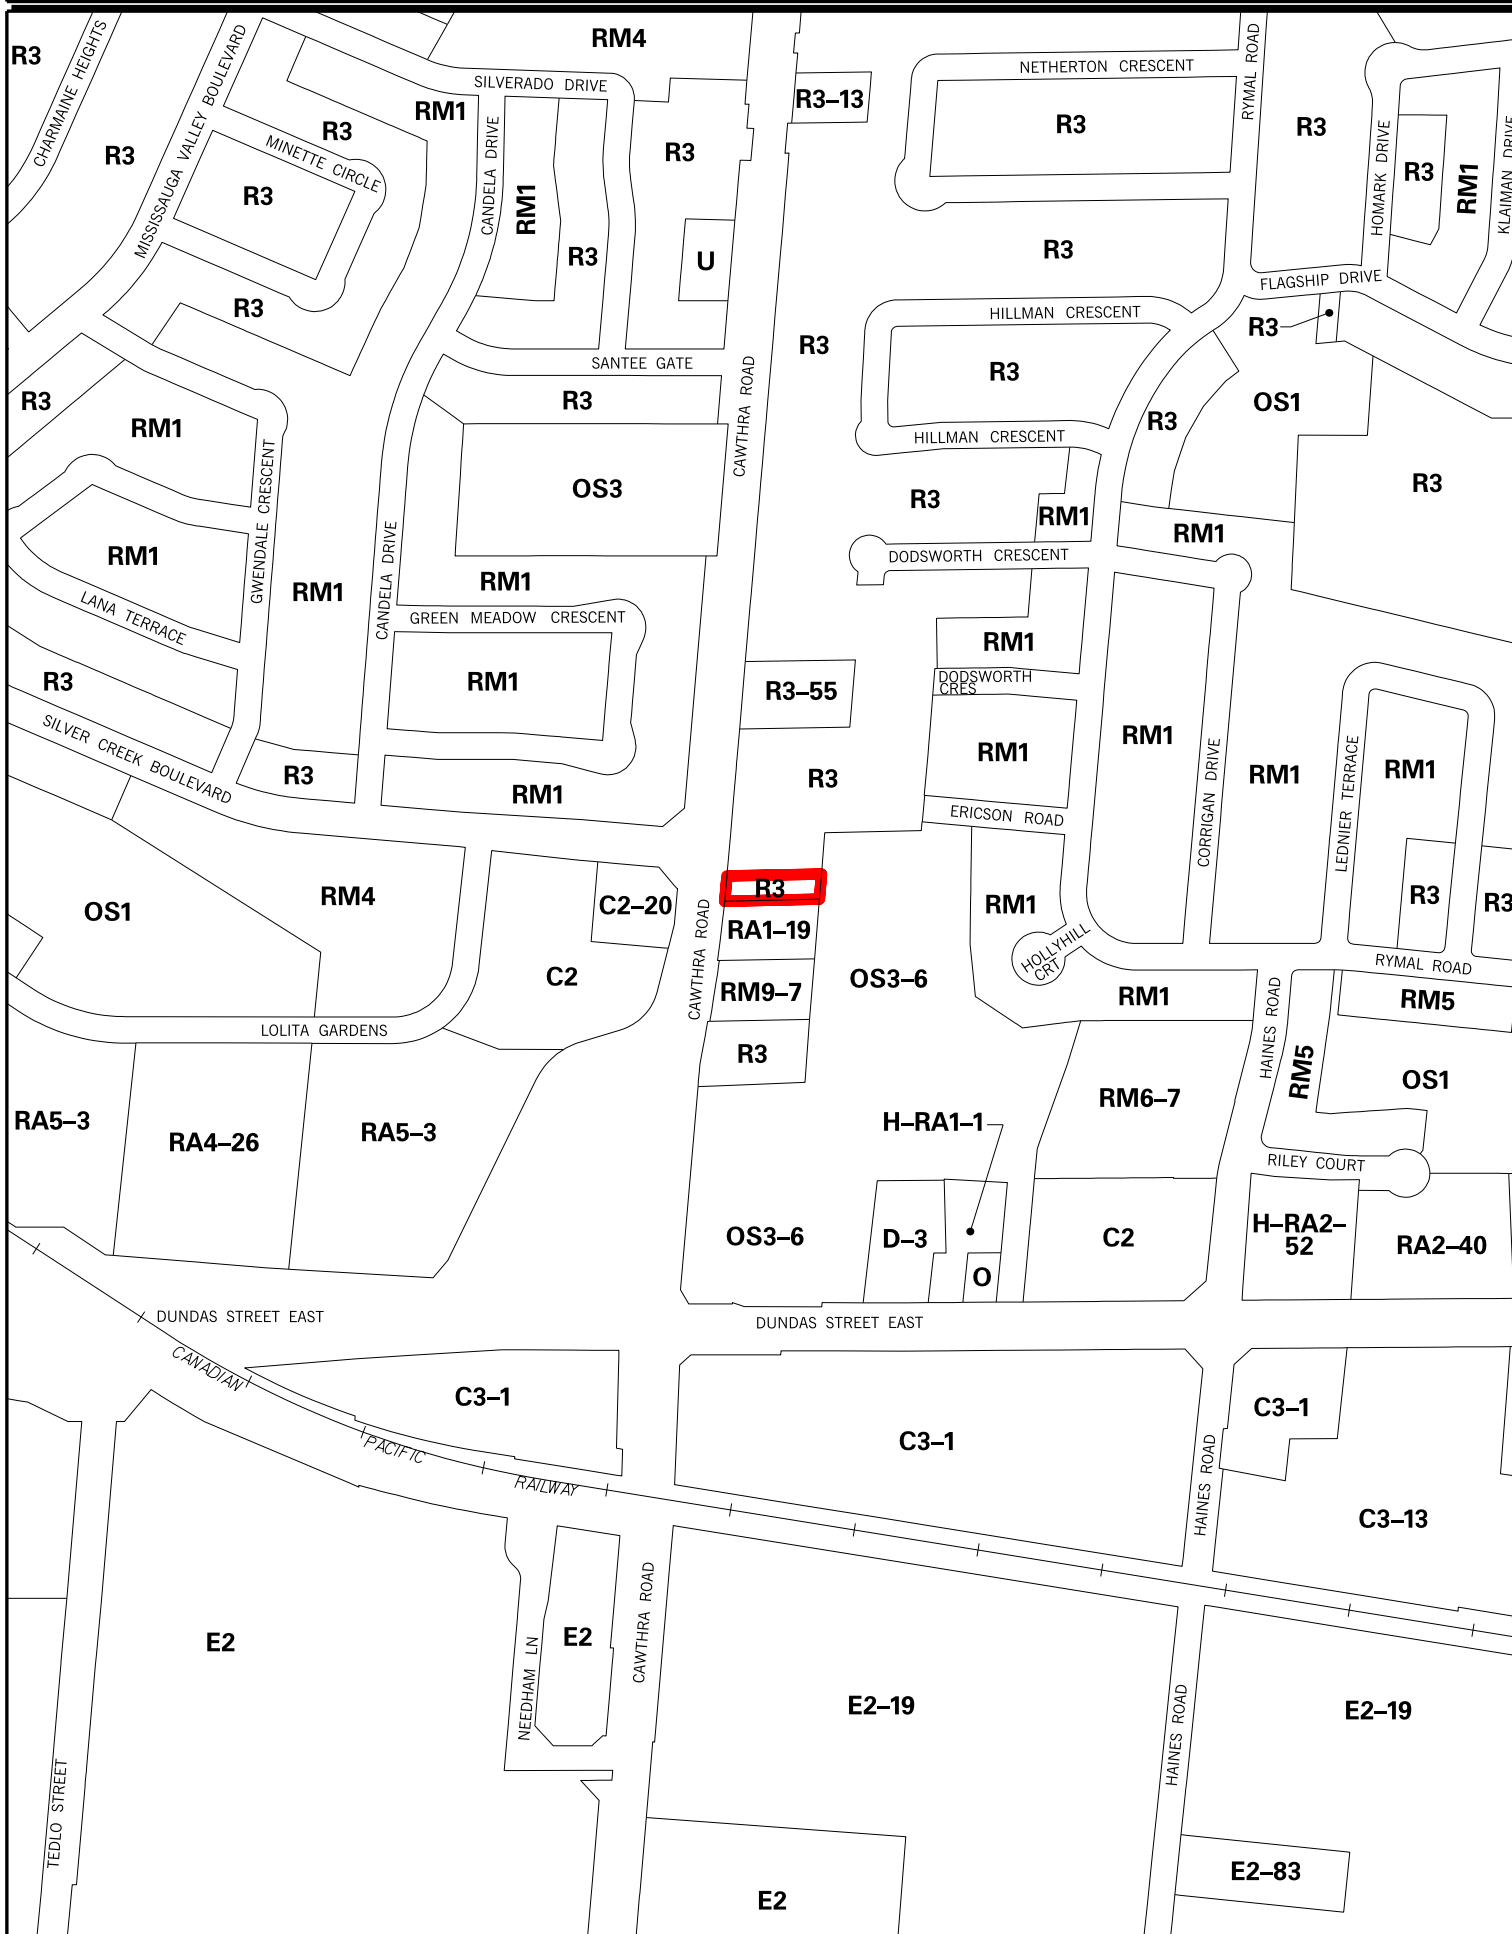 RM4
R3
CHARMAINE HEIGHTS
MISSISSAUGA VALLEY BOULEVARD
SILVERADO DRIVE
RM1
R3–13
NETHERTON CRESCENT
RYMAL ROAD
R3
R3
R3
MINETTE CIRCLE
R3
R3
CANDELA DRIVE
RM1
R3
R3
U
R3
HOMARK DRIVE
R3
RM1
KLAIMAN DRIVE
R3
FLAGSHIP DRIVE
R3
HILLMAN CRESCENT
R3
R3
SANTEE GATE
CAWTHRA ROAD
R3
R3
R3
OS1
R3
RM1
HILLMAN CRESCENT
R3
GWENDALE CRESCENT
OS3
R3
RM1
R3
RM1
RM1
CANDELA DRIVE
RM1
DODSWORTH CRESCENT
LANA TERRACE
RM1
GREEN MEADOW CRESCENT
RM1
R3
RM1
R3–55
DODSWORTH
CRES
RM1
RM1
CORRIGAN DRIVE
RM1
LEDNIER TERRACE
RM1
SILVER CREEK BOULEVARD
R3
RM1
R3
ERICSON ROAD
R3
RM4
OS1
C2–20
RM1
R3
R3
CAWTHRA ROAD
RA1–19
HOLLYHILL
CRT
C2
OS3–6
RYMAL ROAD
RM9–7
RM1
HAINES ROAD
RM5
LOLITA GARDENS
R3
RM5
OS1
RA5–3
RA4–26
RA5–3
H–RA1–1
RM6–7
RILEY COURT
OS3–6
D–3
C2
H–RA2–
52
RA2–40
O
DUNDAS STREET EAST
DUNDAS STREET EAST
CANADIAN
PACIFIC
RAILWAY
C3–1
C3–1
C3–1
HAINES ROAD
C3–13
E2
NEEDHAM LN
E2
CAWTHRA ROAD
E2–19
HAINES ROAD
E2–19
TEDLO STREET
E2–83
E2